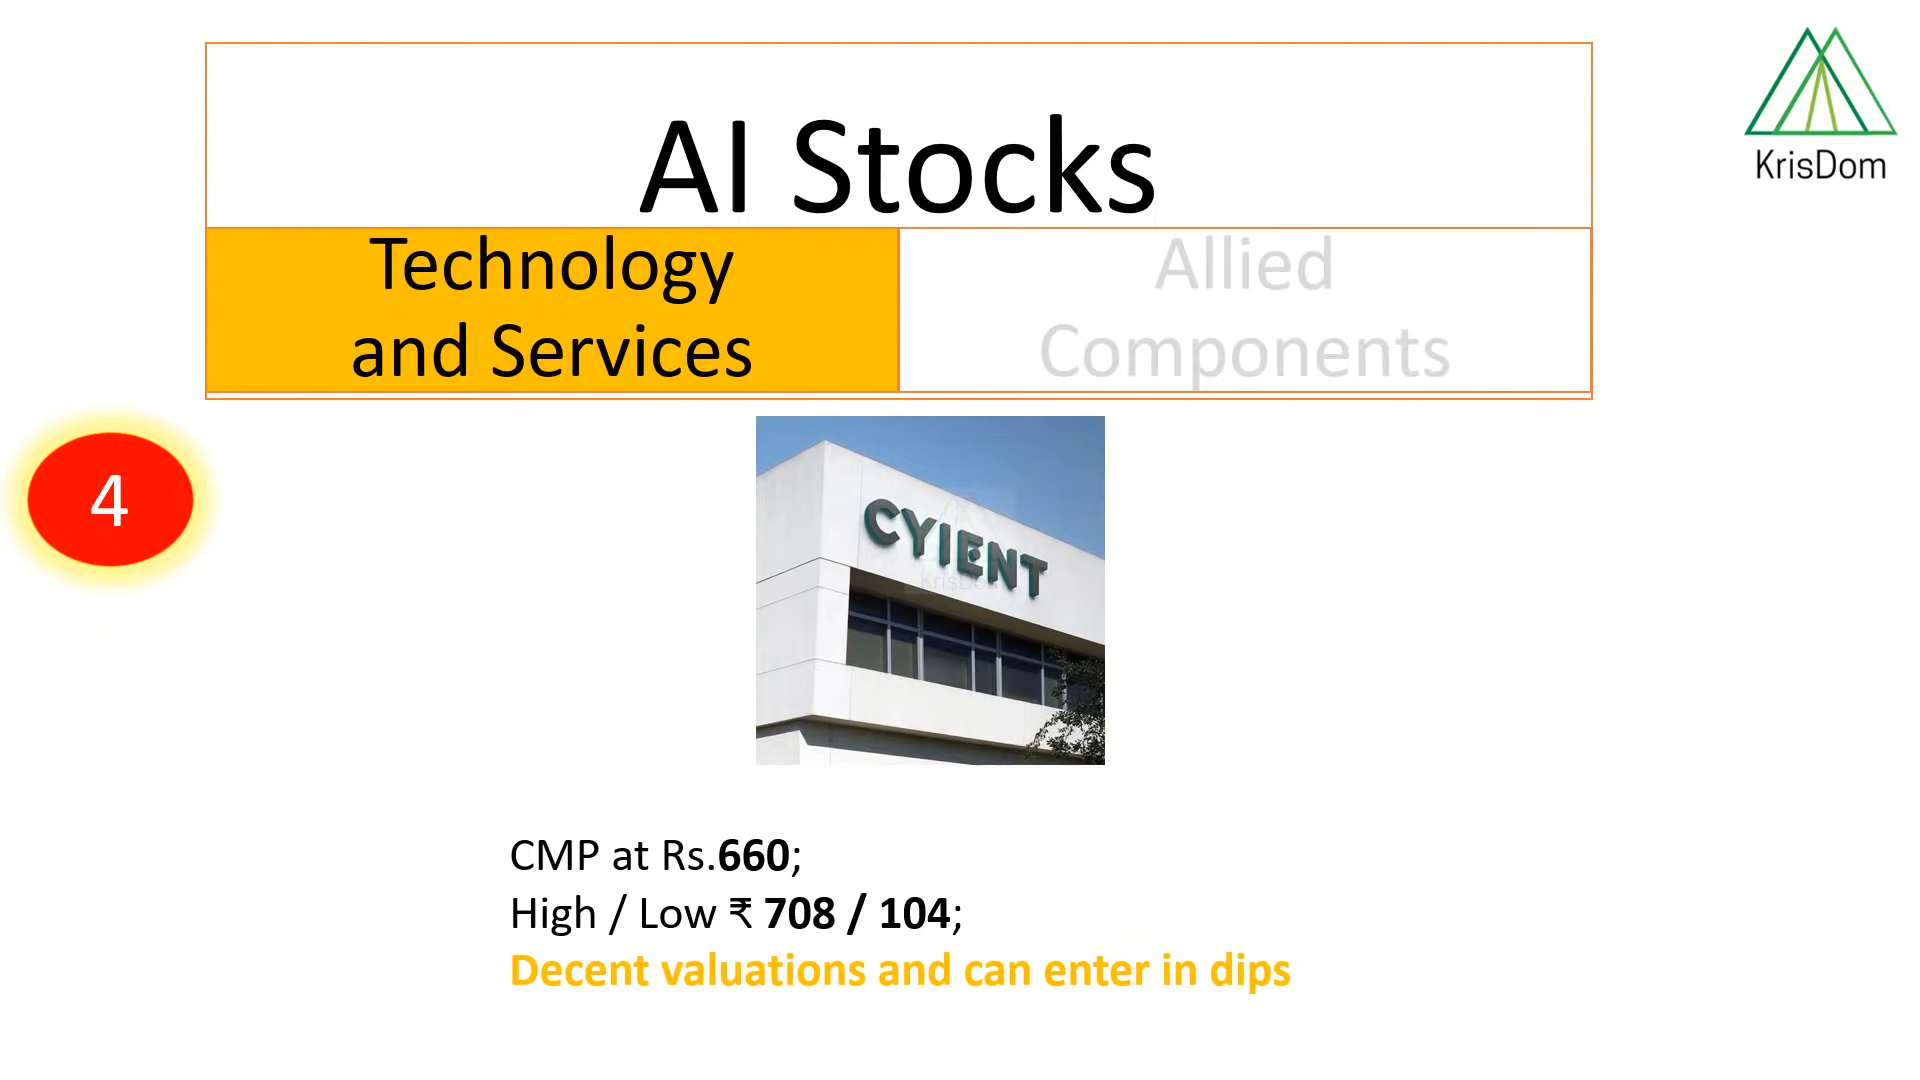 AI Stocks
KrisDom
Technology
and Services
Allied
Components
4
CYIENT
KrisDom
CMP at Rs.660;
High / Low ₹ 708 / 104;
Decent valuations and can enter in dips